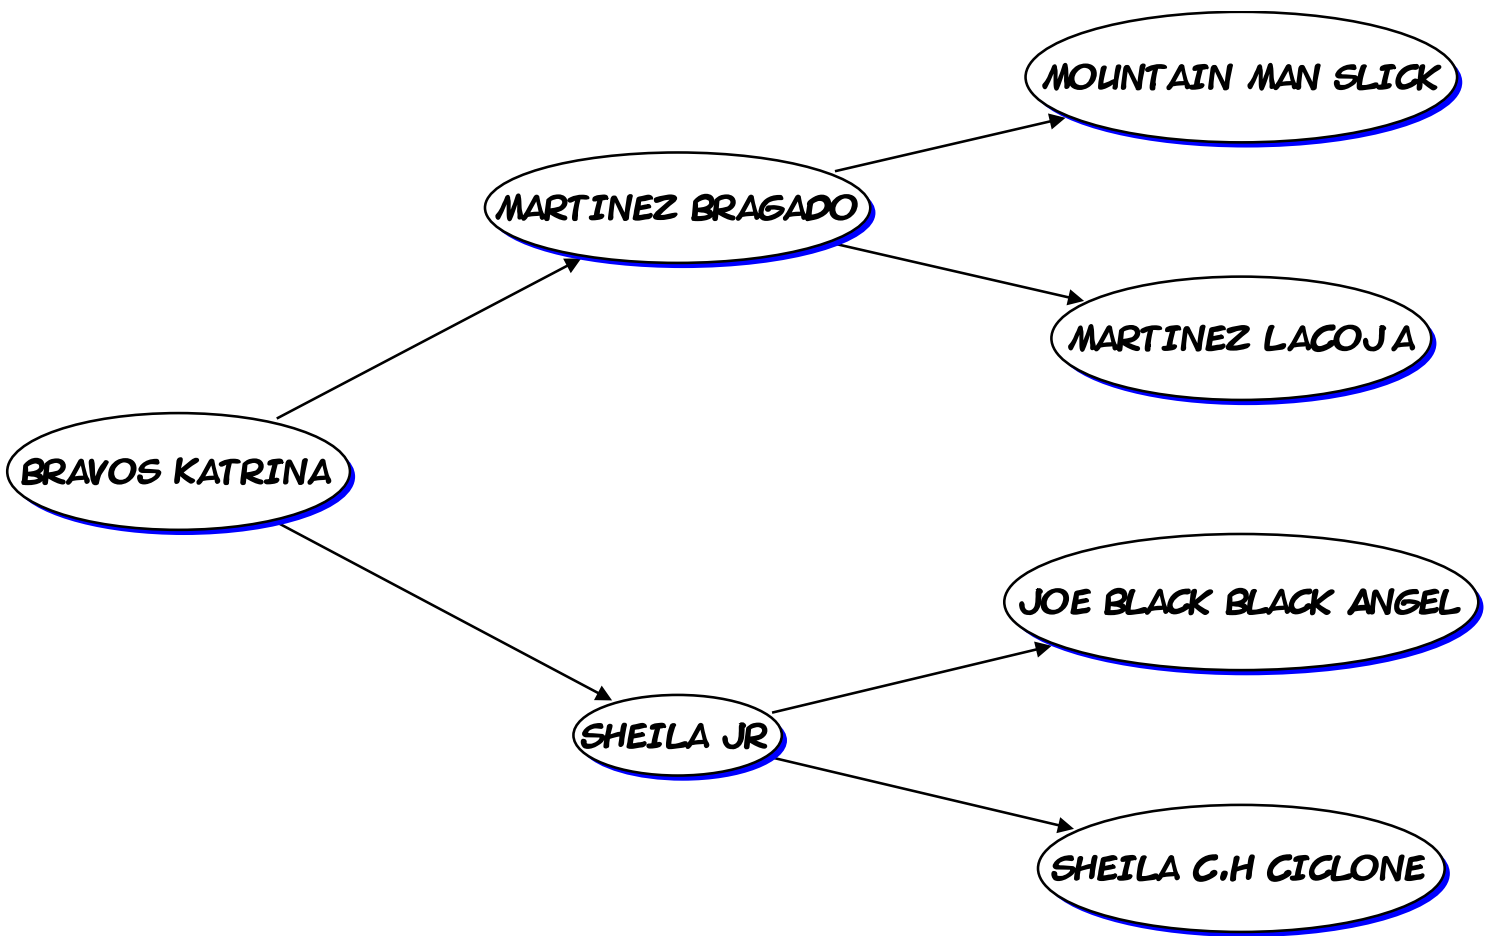 MOUNTAIN MAN SLICK
MARTINEZ BRAGADO
MARTINEZ LACOJA
BRAVOS KATRINA
JOE BLACK BLACK ANGEL
SHEILA JR
SHEILA C.H CICLONE